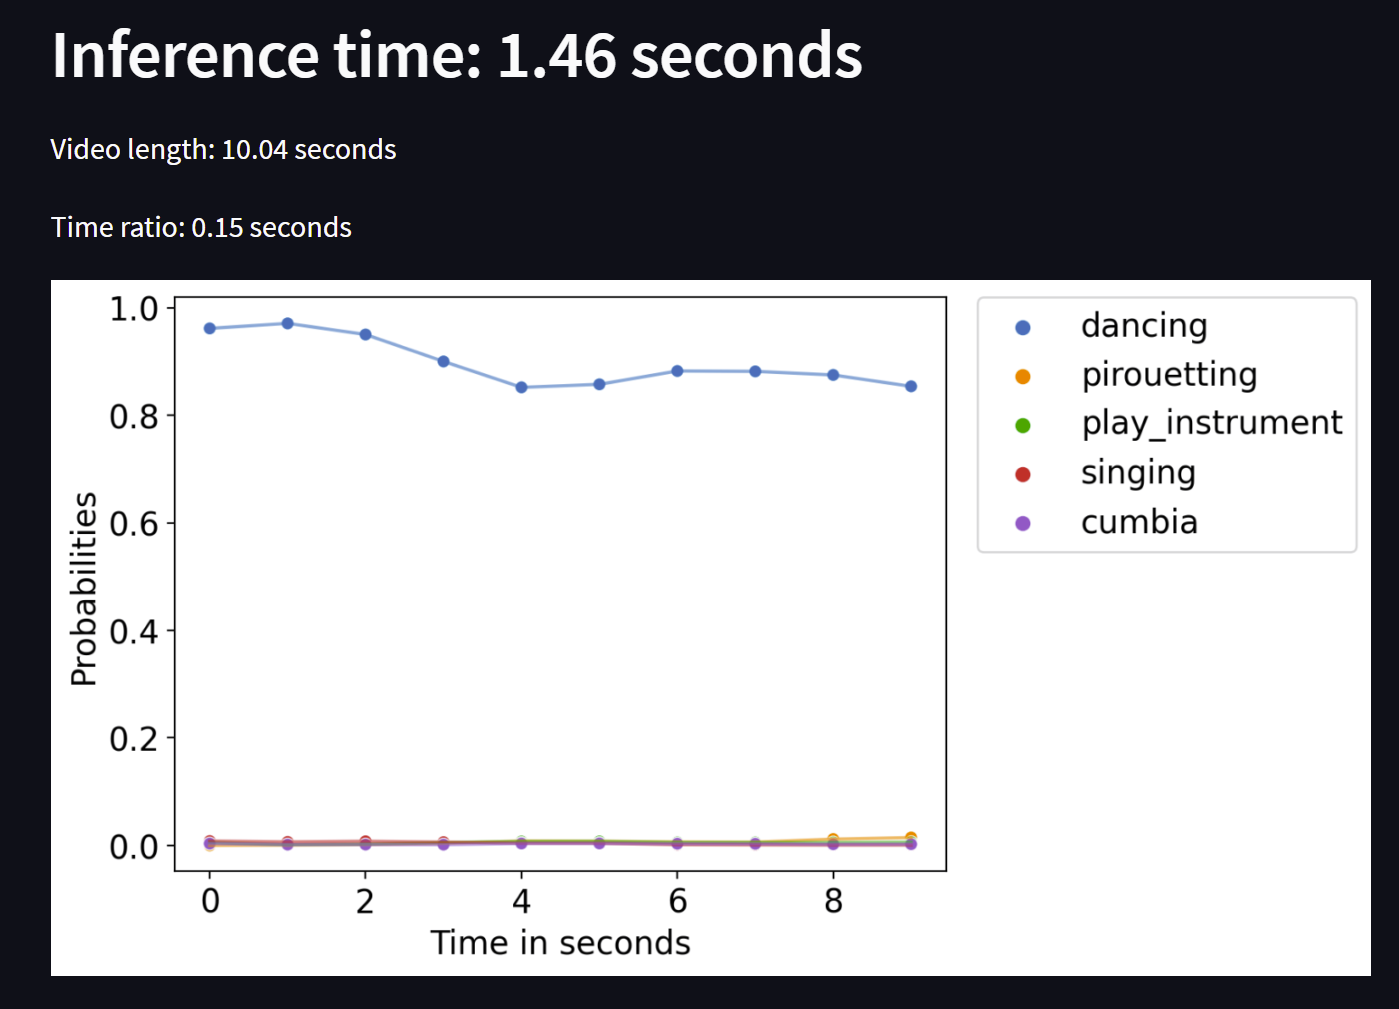 Inference time: 1.46 seconds
Video length: 10.04 seconds
Time ratio: 0.15 seconds
1.0
0.8
0.6
0.4
0.2
0.0
Probabilities
0 2 4 6 8
Time in seconds
dancing
pirouetting
play_instrument
singing
cumbia